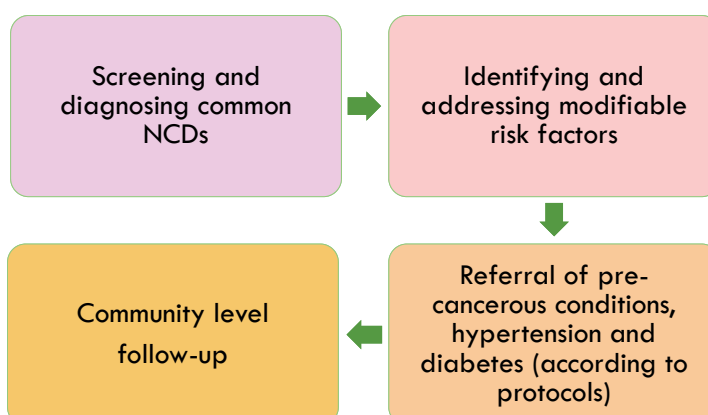 Screening and
diagnosing common
NCDs
Identifying and
addressing modifiable
risk factors
Referral of pre-
cancerous conditions,
hypertension and
diabetes (according to
protocols)
Community level
follow-up